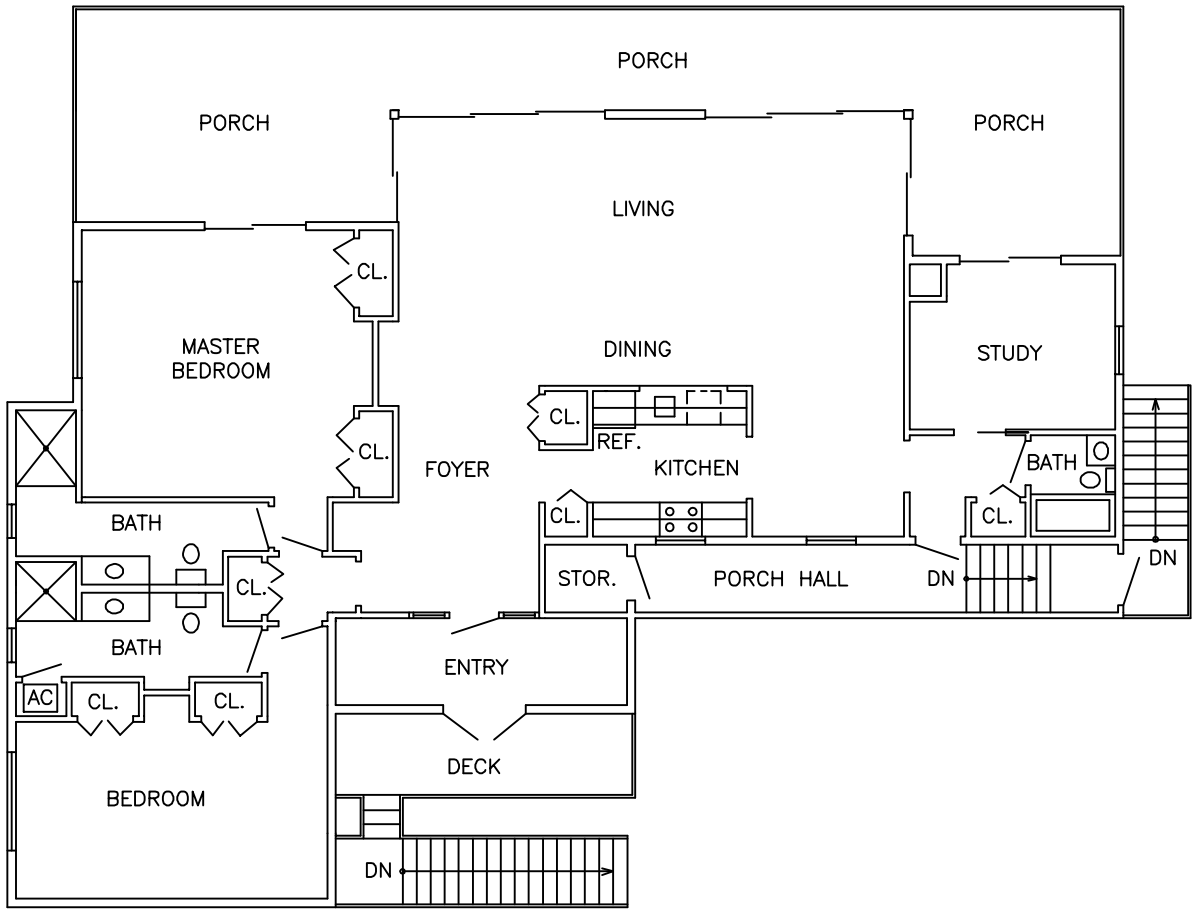 PORCH
PORCH
PORCH
LIVING
CL.
MASTER
BEDROOM
DINING
STUDY
CL.
REF.
CL.
FOYER
KITCHEN
BATH
BATH
CL.
CL.
DN
STOR.
PORCH HALL
DN
CL.
BATH
ENTRY
AC
CL.
CL.
DECK
BEDROOM
DN